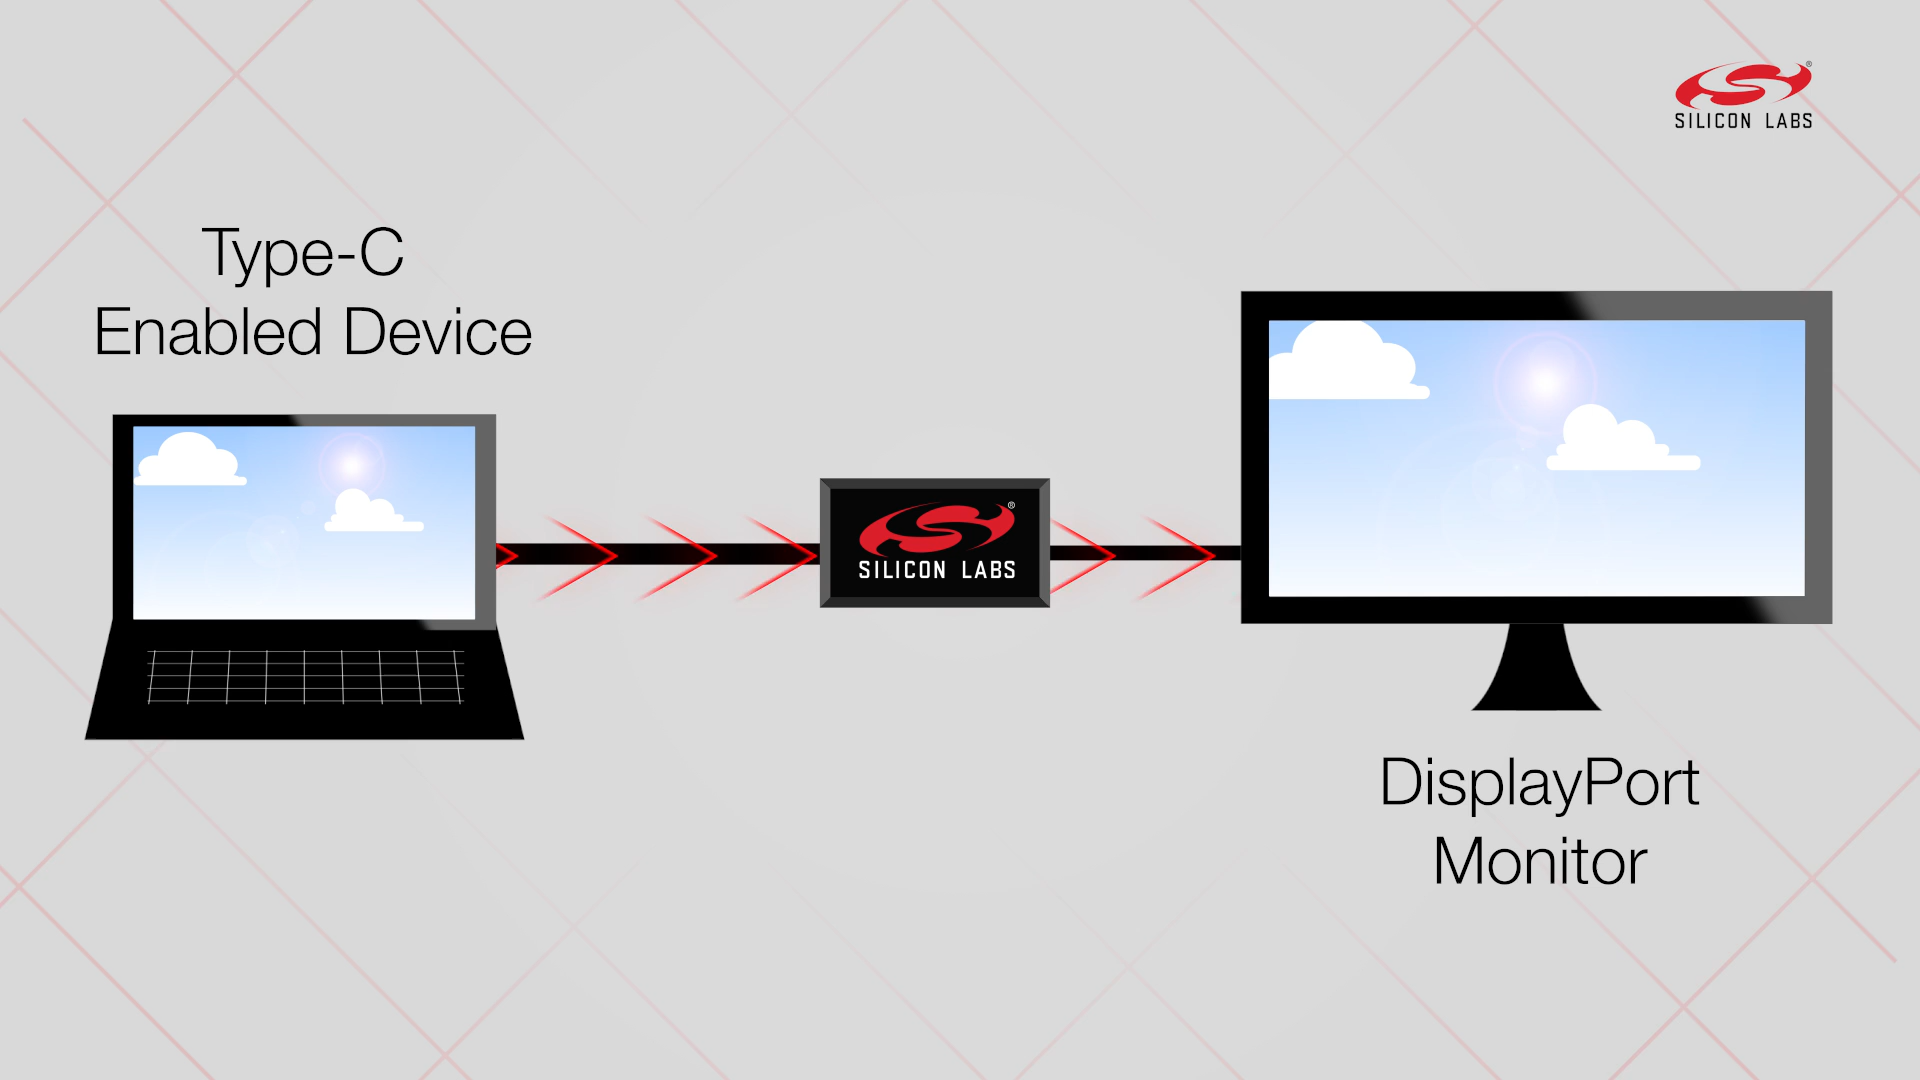 SILICON LABS
Type-C
Enabled Device
SILICON LABS
DisplayPort
Monitor